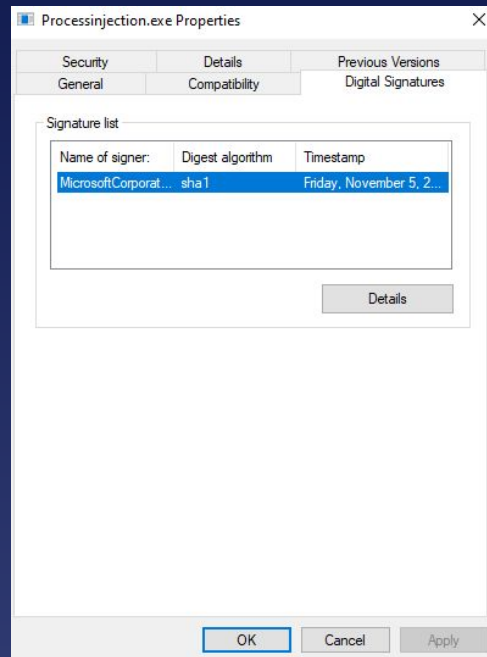 Processinjection.exe Properties
Security Details Previous Versions
General Compatibility Digital Signatures
Signature list
Name of signer: Digest algorithm Timestamp
MicrosoftCorporat... sha1 Friday, November 5, 2...
Details
OK Cancel Apply